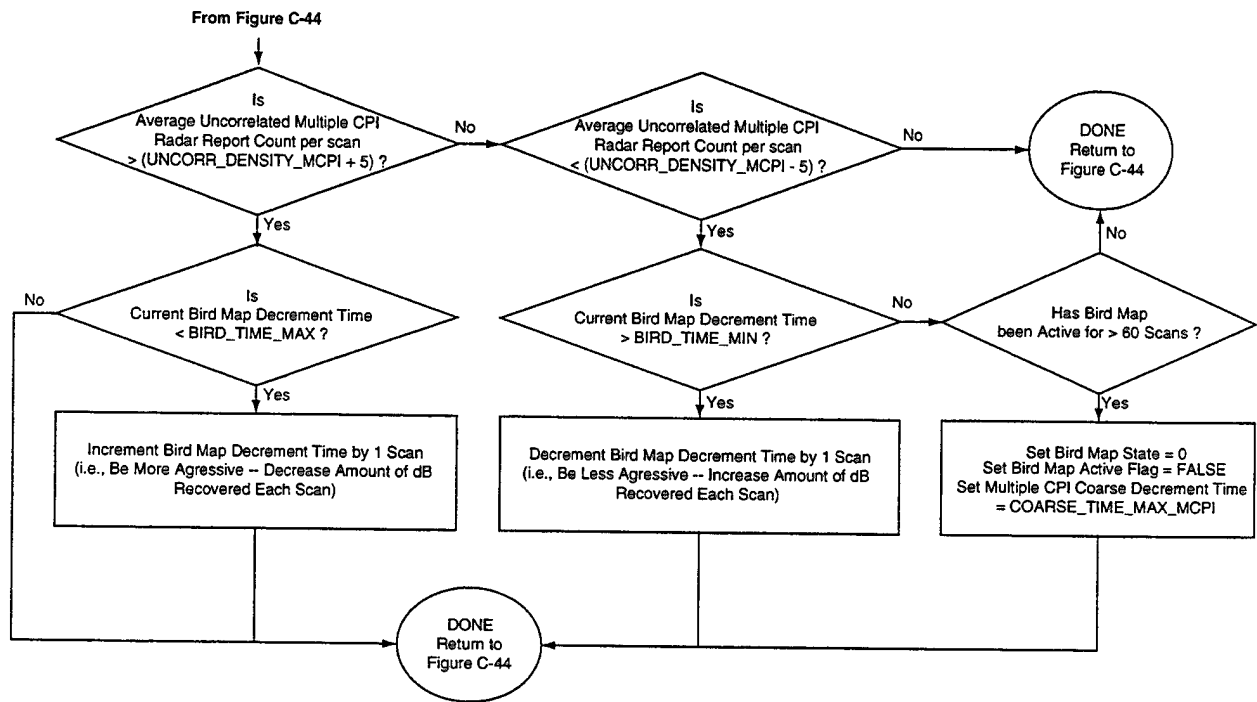 From Figure C-44
Is
Average Uncorrelated Multiple CPI
Radar Report Count per scan
> (UNCORR_DENSITY_MCPI + 5) ?
No
Is
Average Uncorrelated Multiple CPI
Radar Report Count per scan
< (UNCORR_DENSITY_MCPI - 5) ?
No
DONE
Return to
Figure C-44
Yes
Yes
No
No
Is
Current Bird Map Decrement Time
< BIRD_TIME_MAX ?
Is
Current Bird Map Decrement Time
> BIRD_TIME_MIN ?
No
Has Bird Map
been Active for > 60 Scans ?
Yes
Yes
Yes
Increment Bird Map Decrement Time by 1 Scan
(i.e., Be More Agressive -- Decrease Amount of dB
Recovered Each Scan)
Decrement Bird Map Decrement Time by 1 Scan
(i.e., Be Less Agressive -- Increase Amount of dB
Recovered Each Scan)
Set Bird Map State = 0
Set Bird Map Active Flag = FALSE
Set Multiple CPI Coarse Decrement Time
= COARSE_TIME_MAX_MCPI
DONE
Return to
Figure C-44